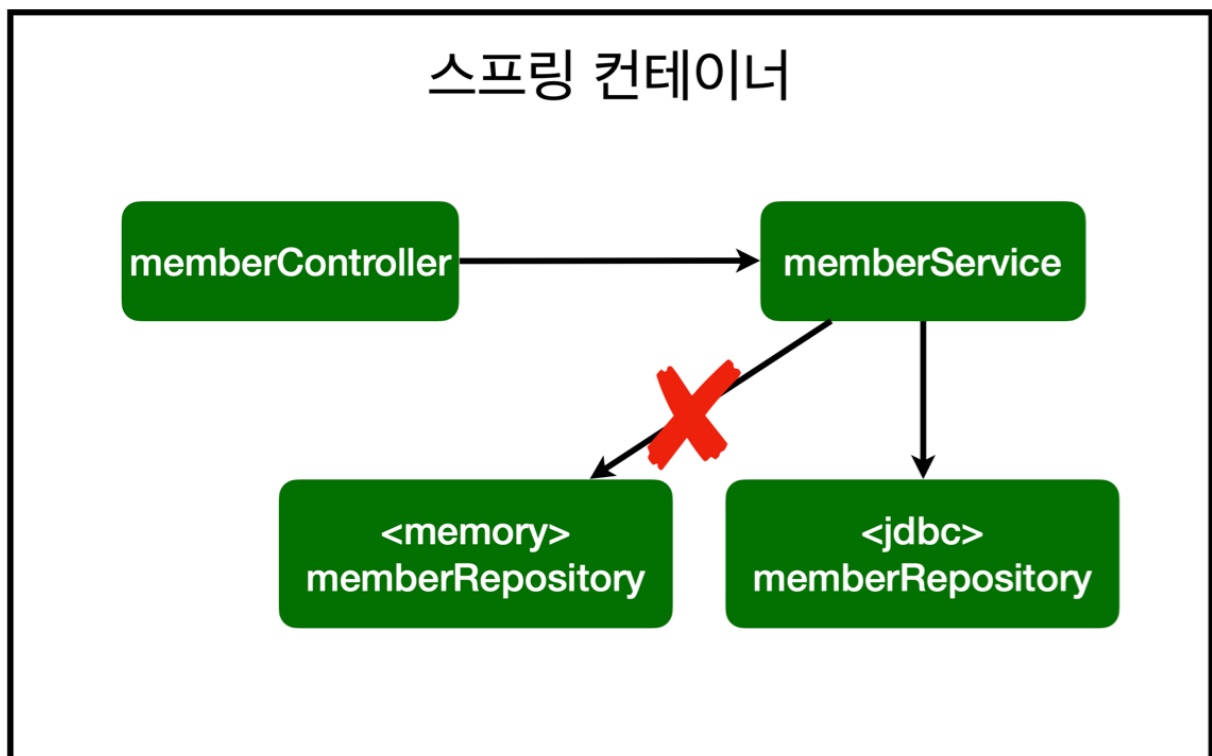 스프링 컨테이너
memberController
memberService
<memory>
memberRepository
<jdbc>
memberRepository